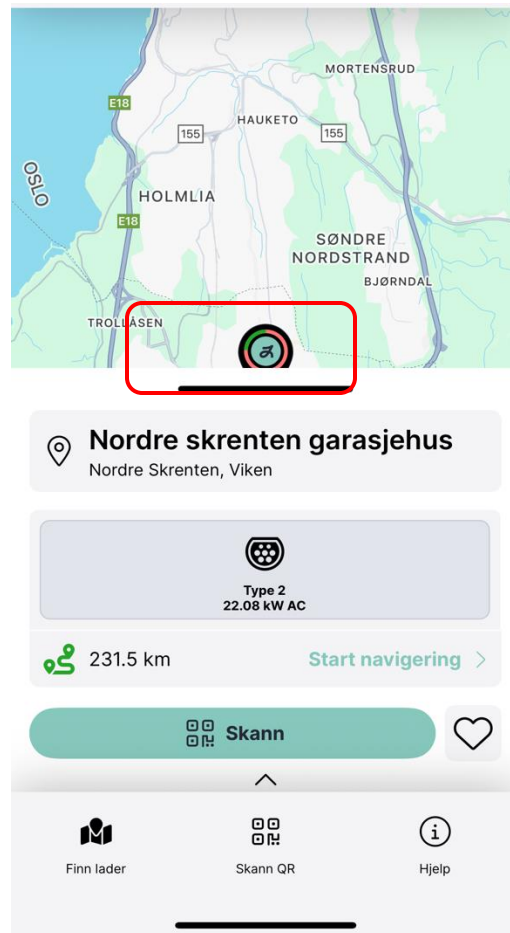 MORTENSRUD
E18
HAUKETO
155
155
OSLO
HOLMLIA
E18
SØNDRE
NORDSTRAND
BJØRNDAL
TROLLÅSEN
Nordre skrenten garasjehus
Nordre Skrenten, Viken
Type 2
22.08 kW AC
231.5 km
Start navigering
Skann
Finn lader
Skann QR
Hjelp